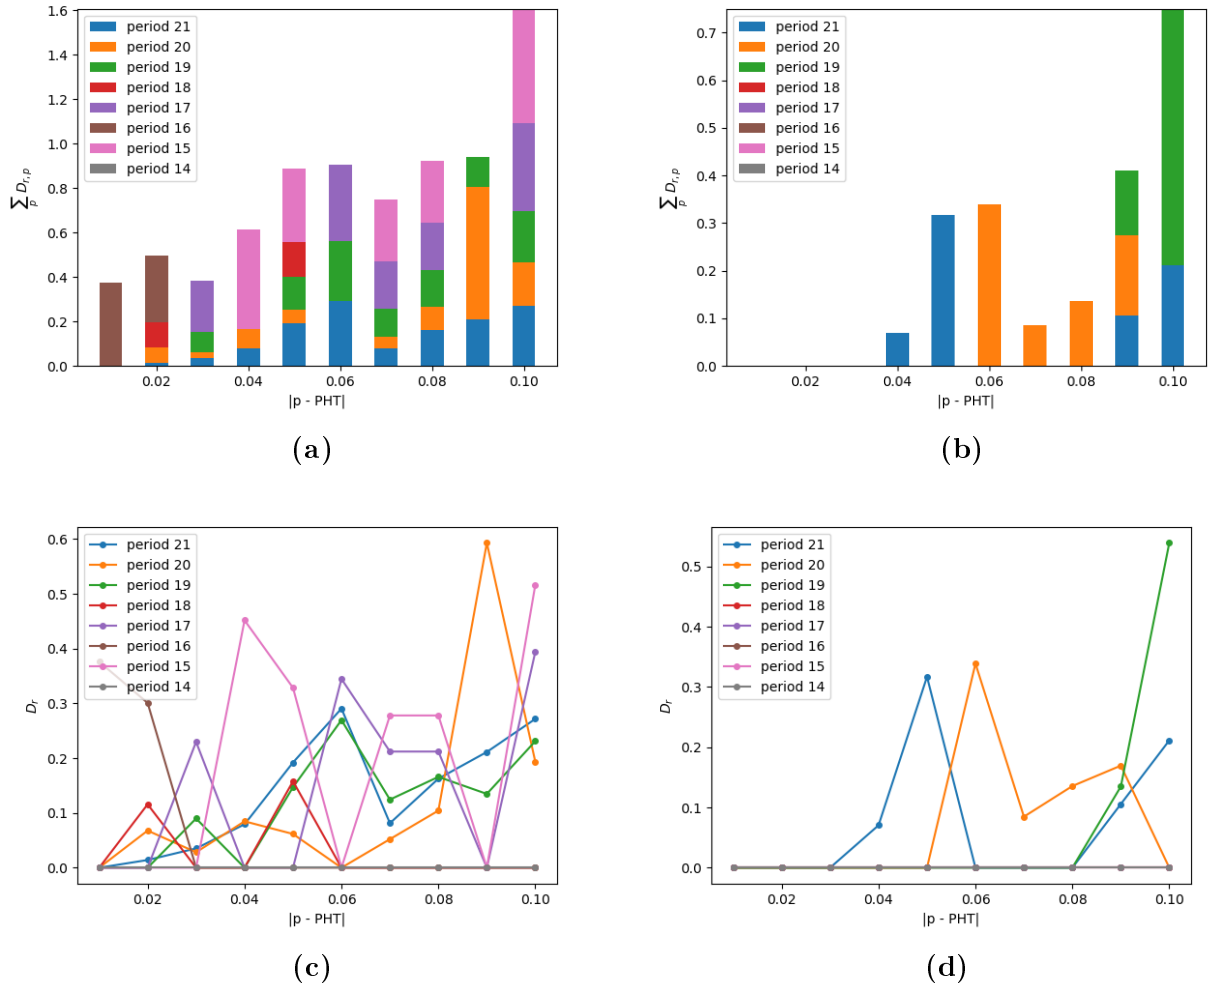 1.6
1.4
1.2
1.0
0.8
0.6
0.4
0.2
0.0
∑ D_{r,p}
p
period 21
period 20
period 19
period 18
period 17
period 16
period 15
period 14
0.02 0.04 0.06 0.08 0.10
|p - PHT|
(a)
0.7
0.6
0.5
0.4
0.3
0.2
0.1
0.0
∑ D_{r,p}
p
period 21
period 20
period 19
period 18
period 17
period 16
period 15
period 14
0.02 0.04 0.06 0.08 0.10
|p - PHT|
(b)
0.6
0.5
0.4
0.3
0.2
0.1
0.0
D_r
period 21
period 20
period 19
period 18
period 17
period 16
period 15
period 14
0.02 0.04 0.06 0.08 0.10
|p - PHT|
(c)
0.5
0.4
0.3
0.2
0.1
0.0
D_r
period 21
period 20
period 19
period 18
period 17
period 16
period 15
period 14
0.02 0.04 0.06 0.08 0.10
|p - PHT|
(d)